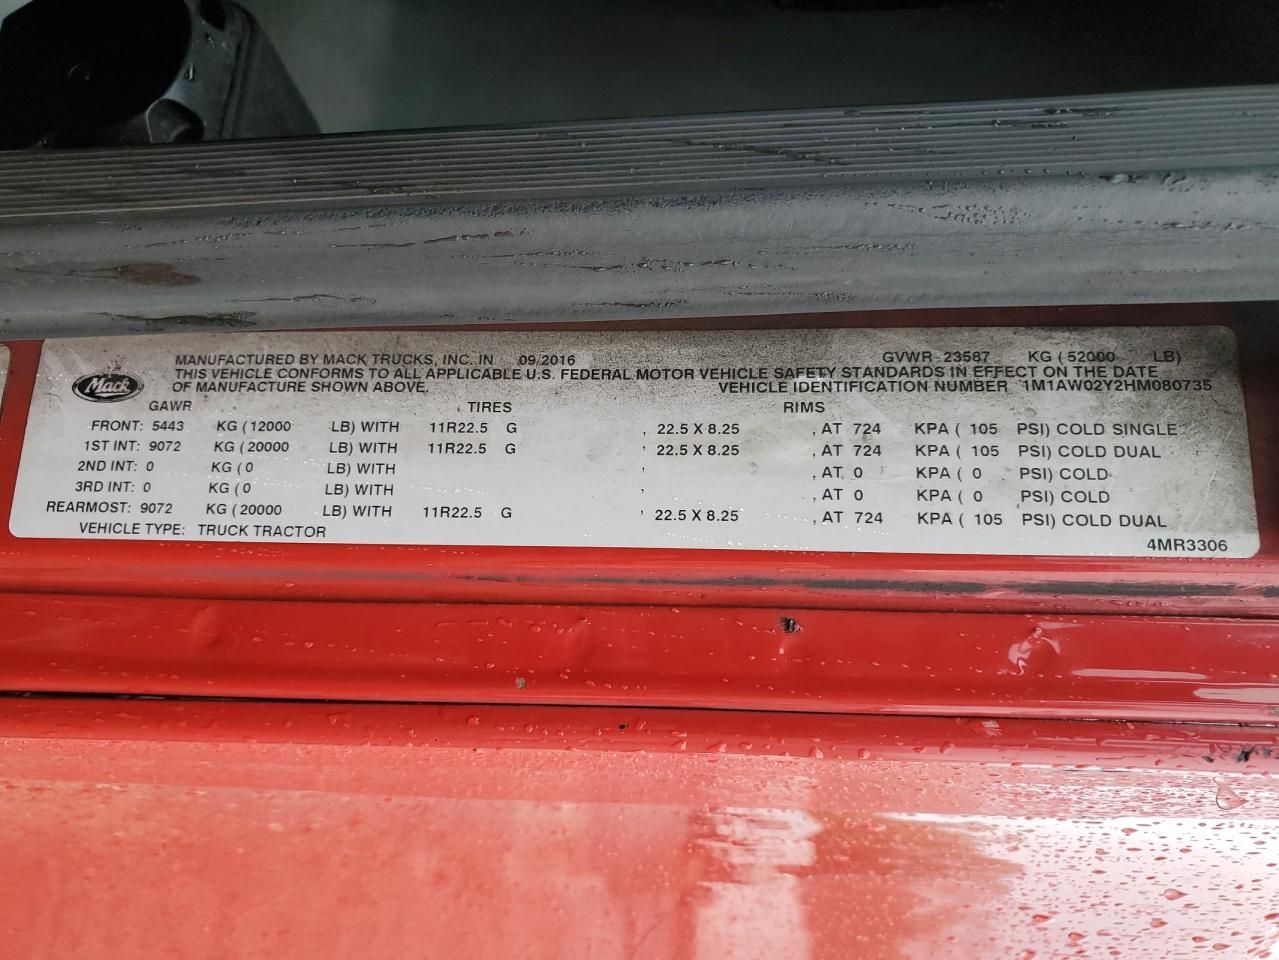 MANUFACTURED BY MACK TRUCKS, INC. IN 09/2016 GVWR 23587 KG (52000 LB)
THIS VEHICLE CONFORMS TO ALL APPLICABLE U.S. FEDERAL MOTOR VEHICLE SAFETY STANDARDS IN EFFECT ON THE DATE
Mack OF MANUFACTURE SHOWN ABOVE. VEHICLE IDENTIFICATION NUMBER 1M1AW02Y2HM080735
GAWR TIRES RIMS
FRONT: 5443 KG (12000 LB) WITH 11R22.5 G , 22.5 X 8.25 , AT 724 KPA ( 105 PSI) COLD SINGLE
1ST INT: 9072 KG (20000 LB) WITH 11R22.5 G , 22.5 X 8.25 , AT 724 KPA ( 105 PSI) COLD DUAL
2ND INT: 0 KG (0 LB) WITH , , AT 0 KPA ( 0 PSI) COLD
3RD INT: 0 KG (0 LB) WITH , , AT 0 KPA ( 0 PSI) COLD
REARMOST: 9072 KG (20000 LB) WITH 11R22.5 G , 22.5 X 8.25 , AT 724 KPA ( 105 PSI) COLD DUAL
VEHICLE TYPE: TRUCK TRACTOR 4MR3306